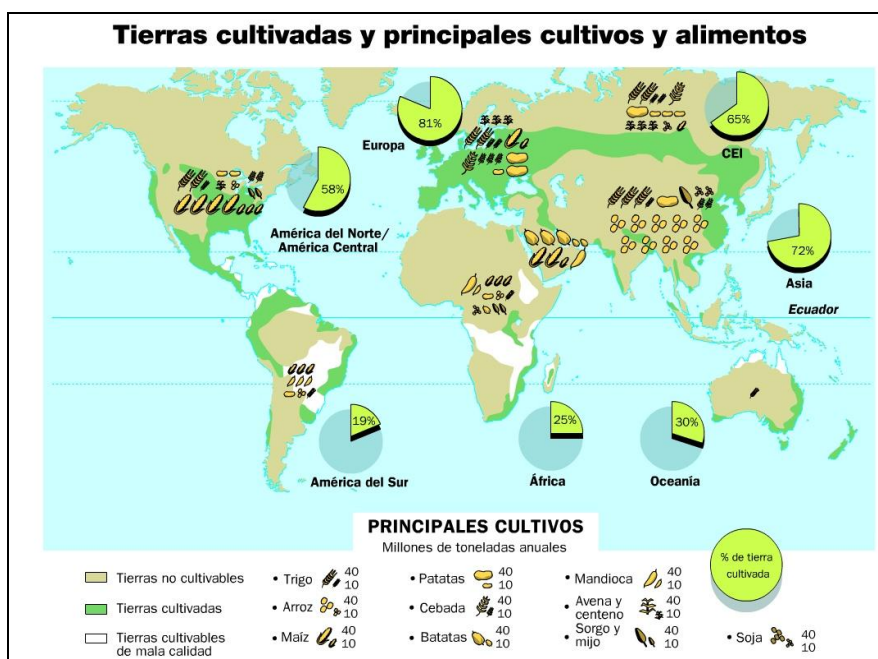 Tierras cultivadas y principales cultivos y alimentos
Europa
81%
65%
CEI
58%
América del Norte/
América Central
72%
Asia
Ecuador
19%
América del Sur
25%
África
30%
Oceanía
PRINCIPALES CULTIVOS
Millones de toneladas anuales
% de tierra
cultivada
Tierras no cultivables
Tierras cultivadas
Tierras cultivables
de mala calidad
• Trigo 40
10
• Arroz 40
10
• Maíz 40
10
• Patatas 40
10
• Cebada 40
10
• Batatas 40
10
• Mandioca 40
10
• Avena y
centeno 40
10
• Sorgo y
mijo 40
10
• Soja 40
10